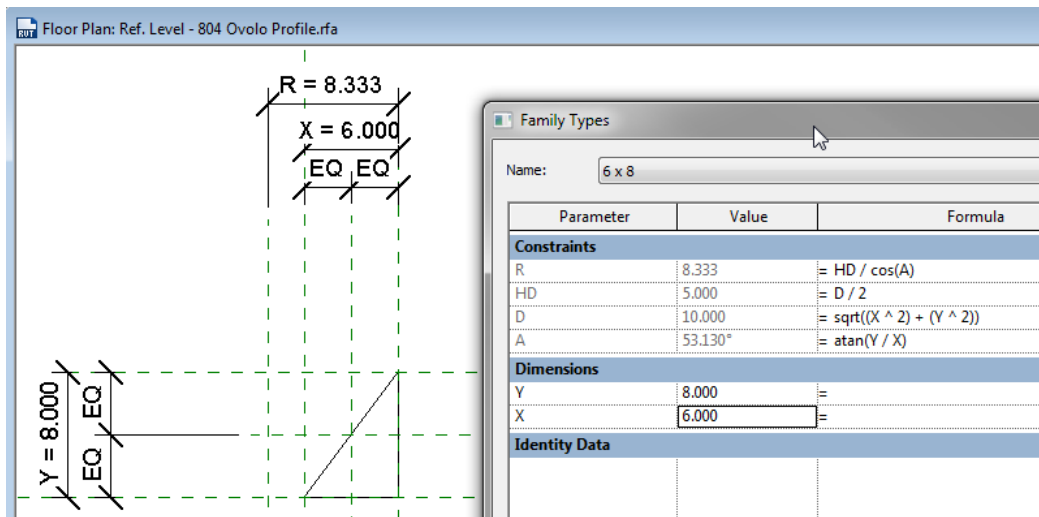 RVT Floor Plan: Ref. Level - 804 Ovolo Profile.rfa
R = 8.333
X = 6.000
EQ EQ
Y = 8.000
EQ
EQ
Family Types
Name: 6 x 8
Parameter Value Formula
Constraints
R 8.333 = HD / cos(A)
HD 5.000 = D / 2
D 10.000 = sqrt((X ^ 2) + (Y ^ 2))
A 53.130° = atan(Y / X)
Dimensions
Y 8.000 =
X 6.000 =
Identity Data